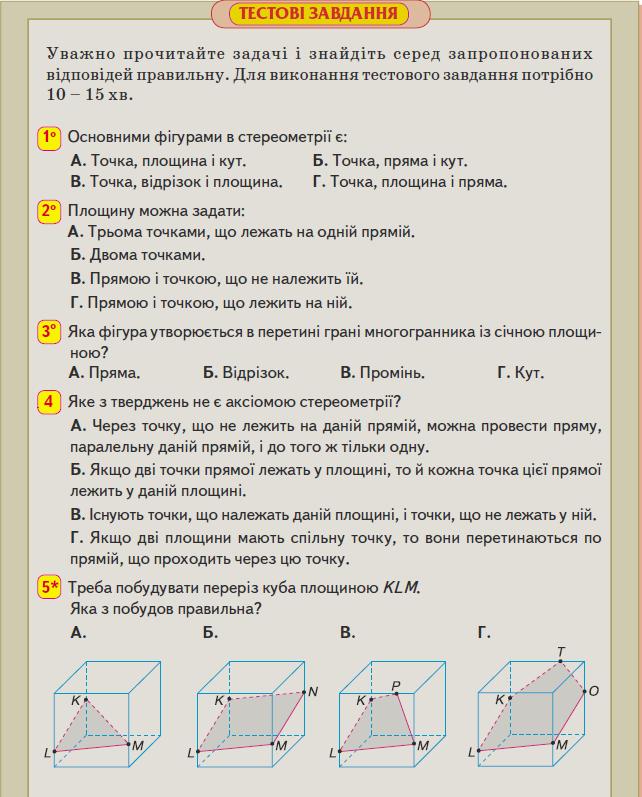 ТЕСТОВІ ЗАВДАННЯ
Уважно прочитайте задачі і знайдіть серед запропонованих
відповідей правильну. Для виконання тестового завдання потрібно
10 – 15 хв.
1° Основними фігурами в стереометрії є:
А. Точка, площина і кут. Б. Точка, пряма і кут.
В. Точка, відрізок і площина. Г. Точка, площина і пряма.
2° Площину можна задати:
А. Трьома точками, що лежать на одній прямій.
Б. Двома точками.
В. Прямою і точкою, що не належить їй.
Г. Прямою і точкою, що лежить на ній.
3° Яка фігура утворюється в перетині грані многогранника із січною площи-
ною?
А. Пряма. Б. Відрізок. В. Промінь. Г. Кут.
4 Яке з тверджень не є аксіомою стереометрії?
А. Через точку, що не лежить на даній прямій, можна провести пряму,
паралельну даній прямій, і до того ж тільки одну.
Б. Якщо дві точки прямої лежать у площині, то й кожна точка цієї прямої
лежить у даній площині.
В. Існують точки, що належать даній площині, і точки, що не лежать у ній.
Г. Якщо дві площини мають спільну точку, то вони перетинаються по
прямій, що проходить через цю точку.
5* Треба побудувати переріз куба площиною KLM.
Яка з побудов правильна?
А. Б. В. Г.
K L M
K N L M
K P L M
T K O L M